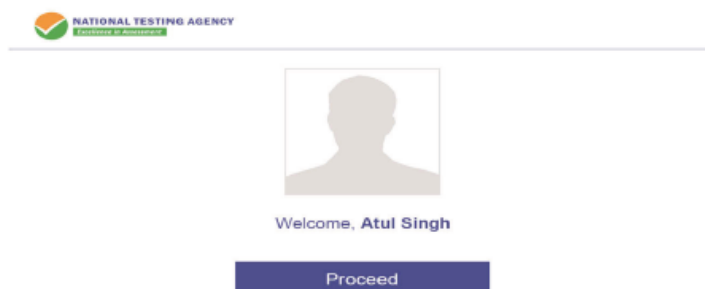 NATIONAL TESTING AGENCY
Excellence in Assessment
Welcome, Atul Singh
Proceed